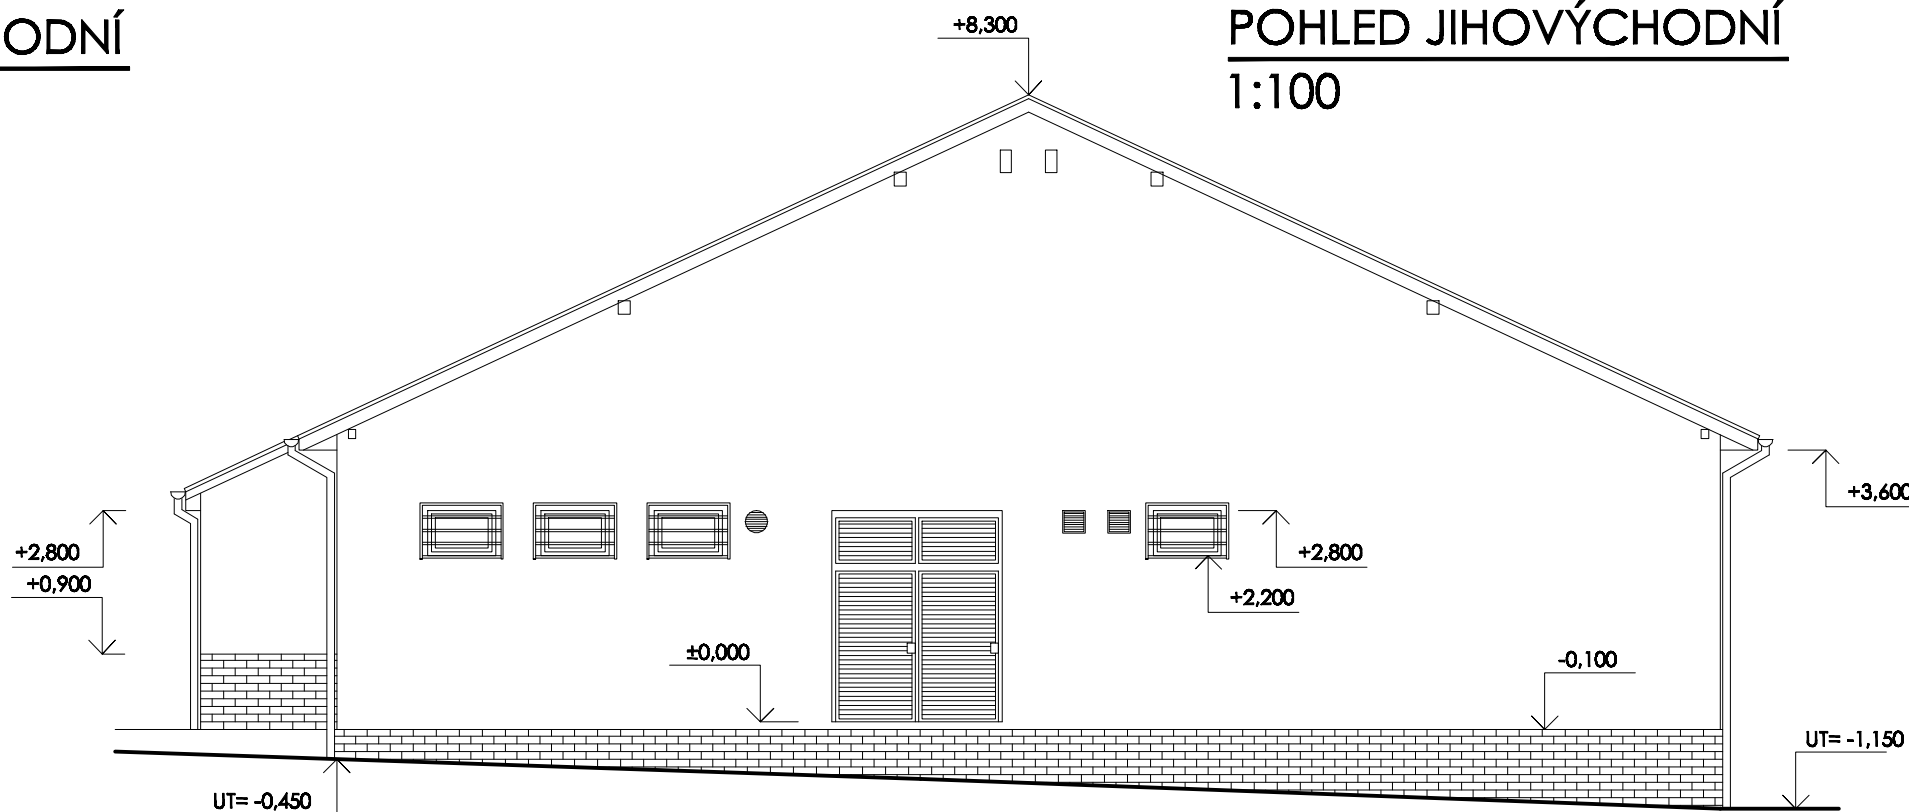 ODNÍ
POHLED JIHOVÝCHODNÍ
1:100
+8,300
+3,600
+2,800
+0,900
+2,800
+2,200
±0,000
-0,100
UT= -1,150
UT= -0,450